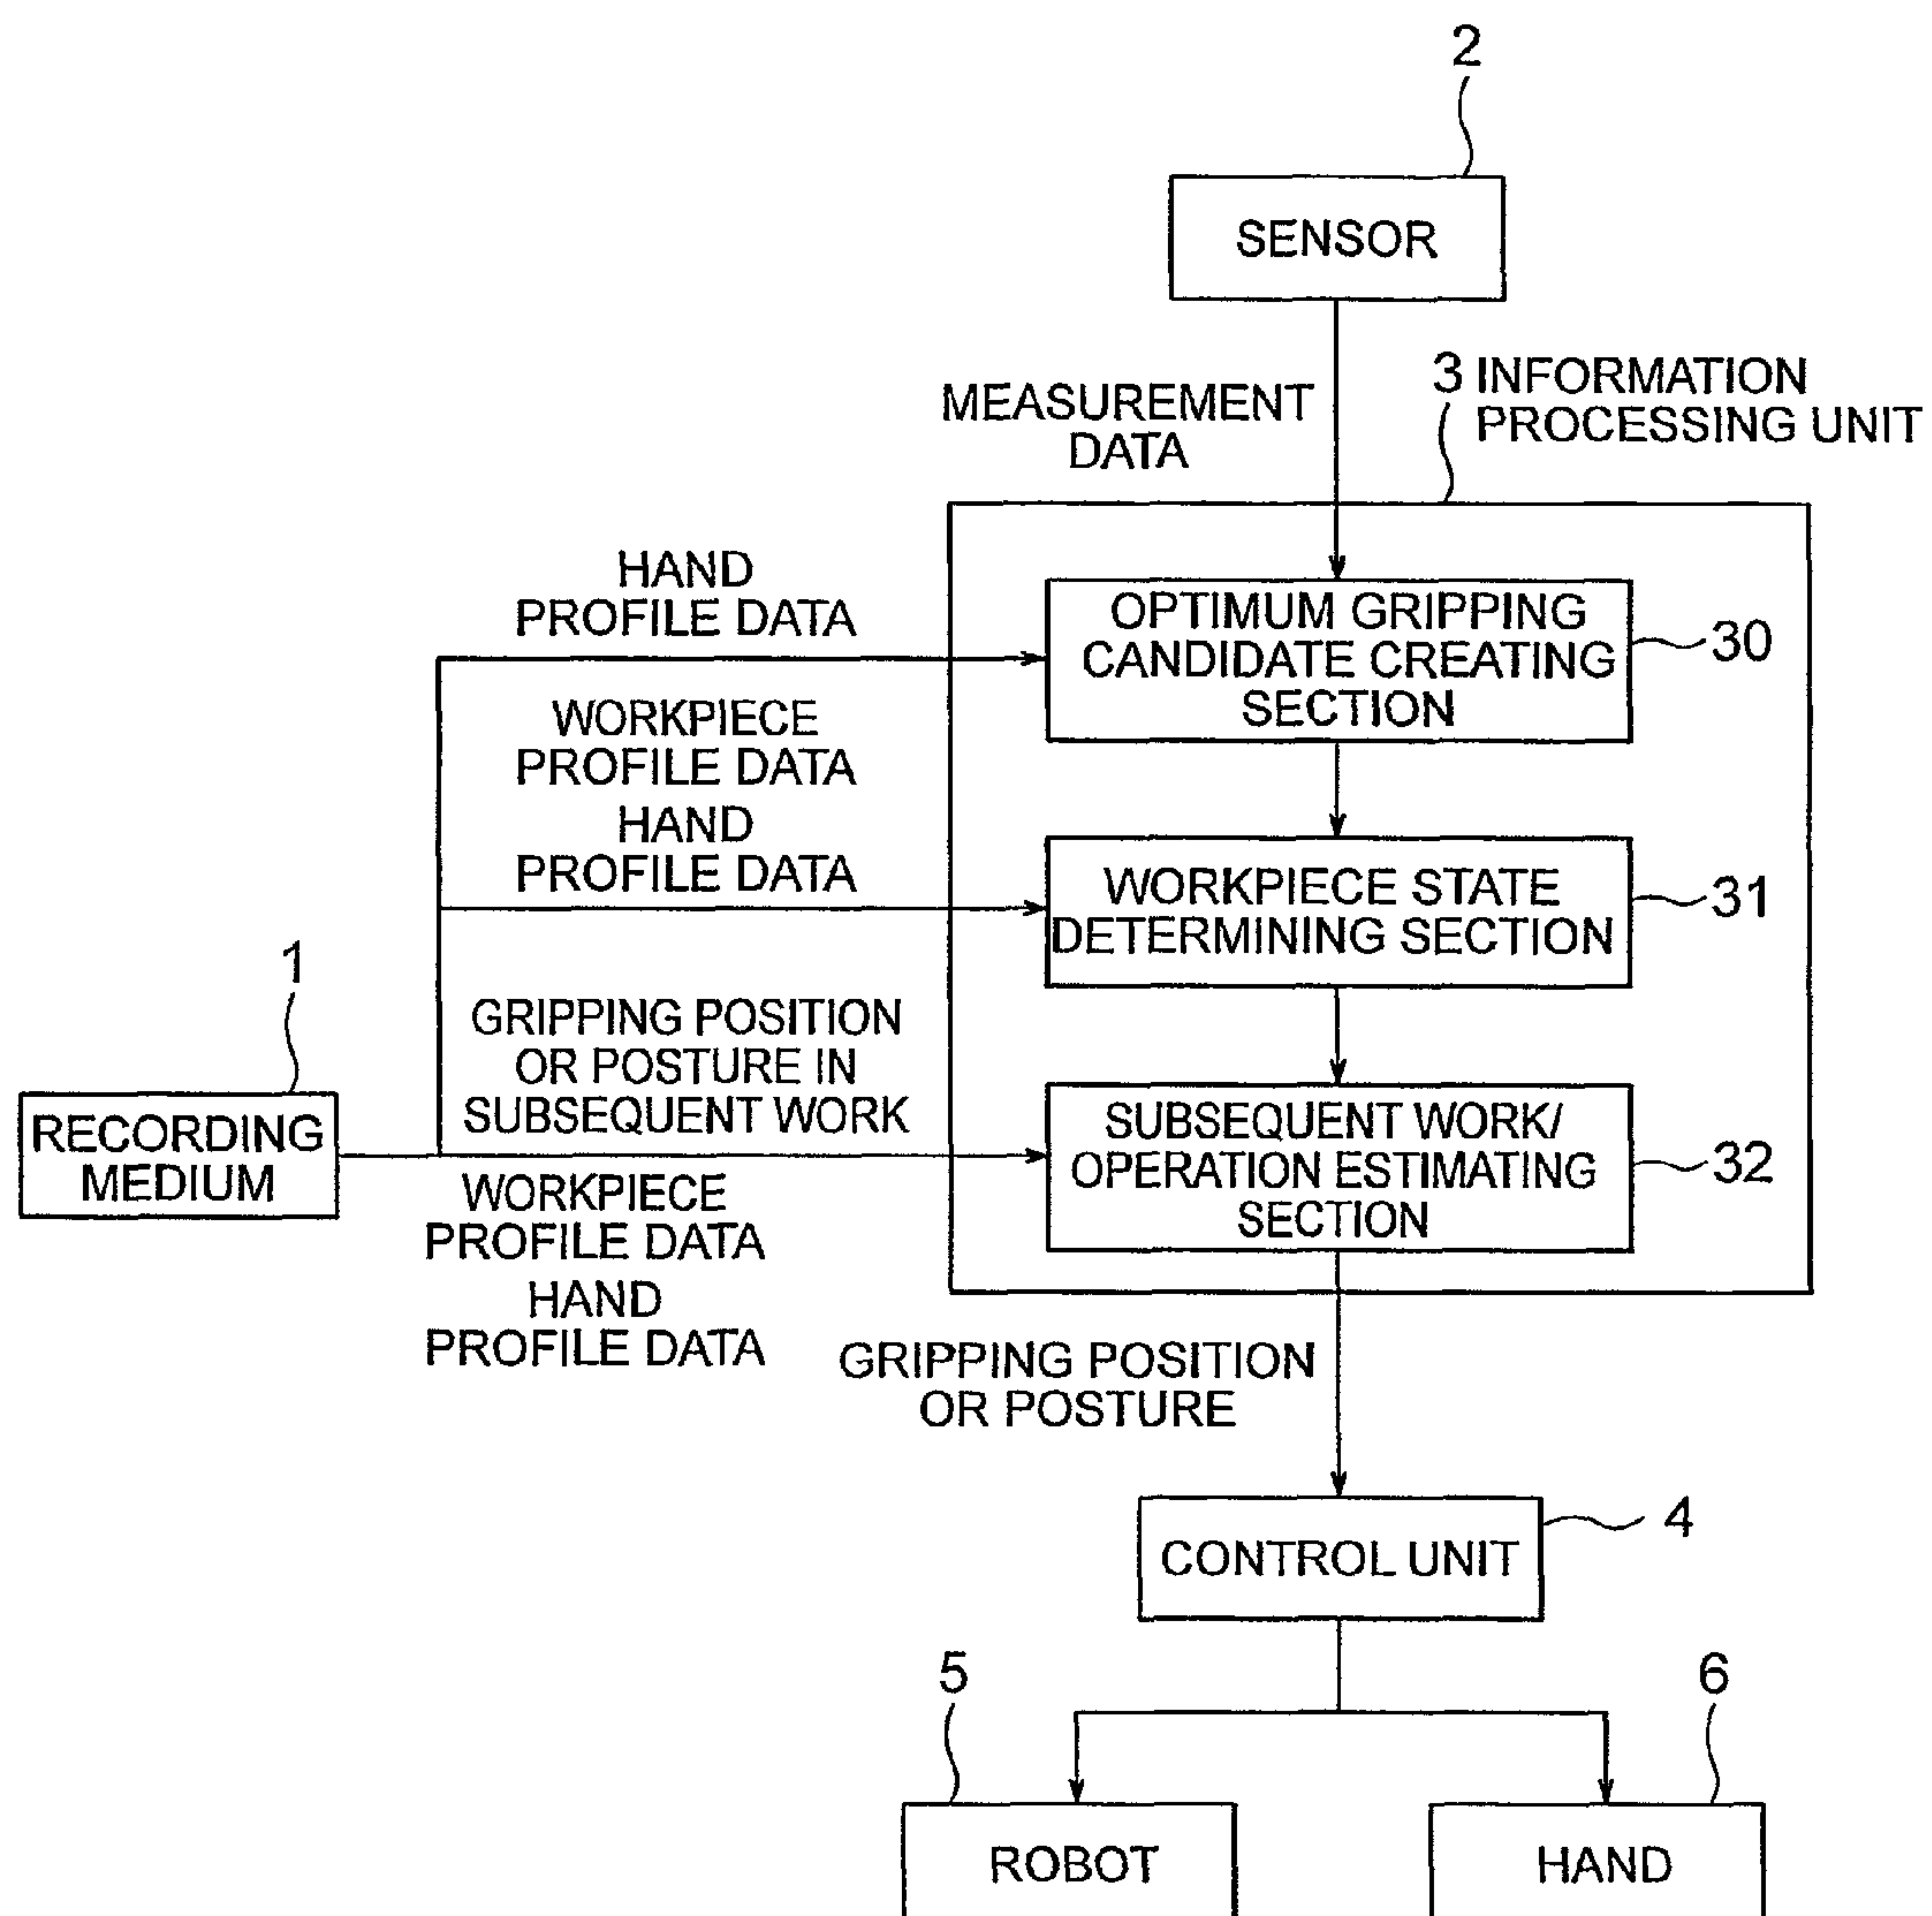 2
SENSOR
MEASUREMENT
DATA
3 INFORMATION
PROCESSING UNIT
HAND
PROFILE DATA
OPTIMUM GRIPPING
CANDIDATE CREATING
SECTION
30
WORKPIECE
PROFILE DATA
HAND
PROFILE DATA
WORKPIECE STATE
DETERMINING SECTION
31
1
RECORDING
MEDIUM
GRIPPING POSITION
OR POSTURE IN
SUBSEQUENT WORK
SUBSEQUENT WORK/
OPERATION ESTIMATING
SECTION
32
WORKPIECE
PROFILE DATA
HAND
PROFILE DATA
GRIPPING POSITION
OR POSTURE
CONTROL UNIT
4
5
ROBOT
6
HAND